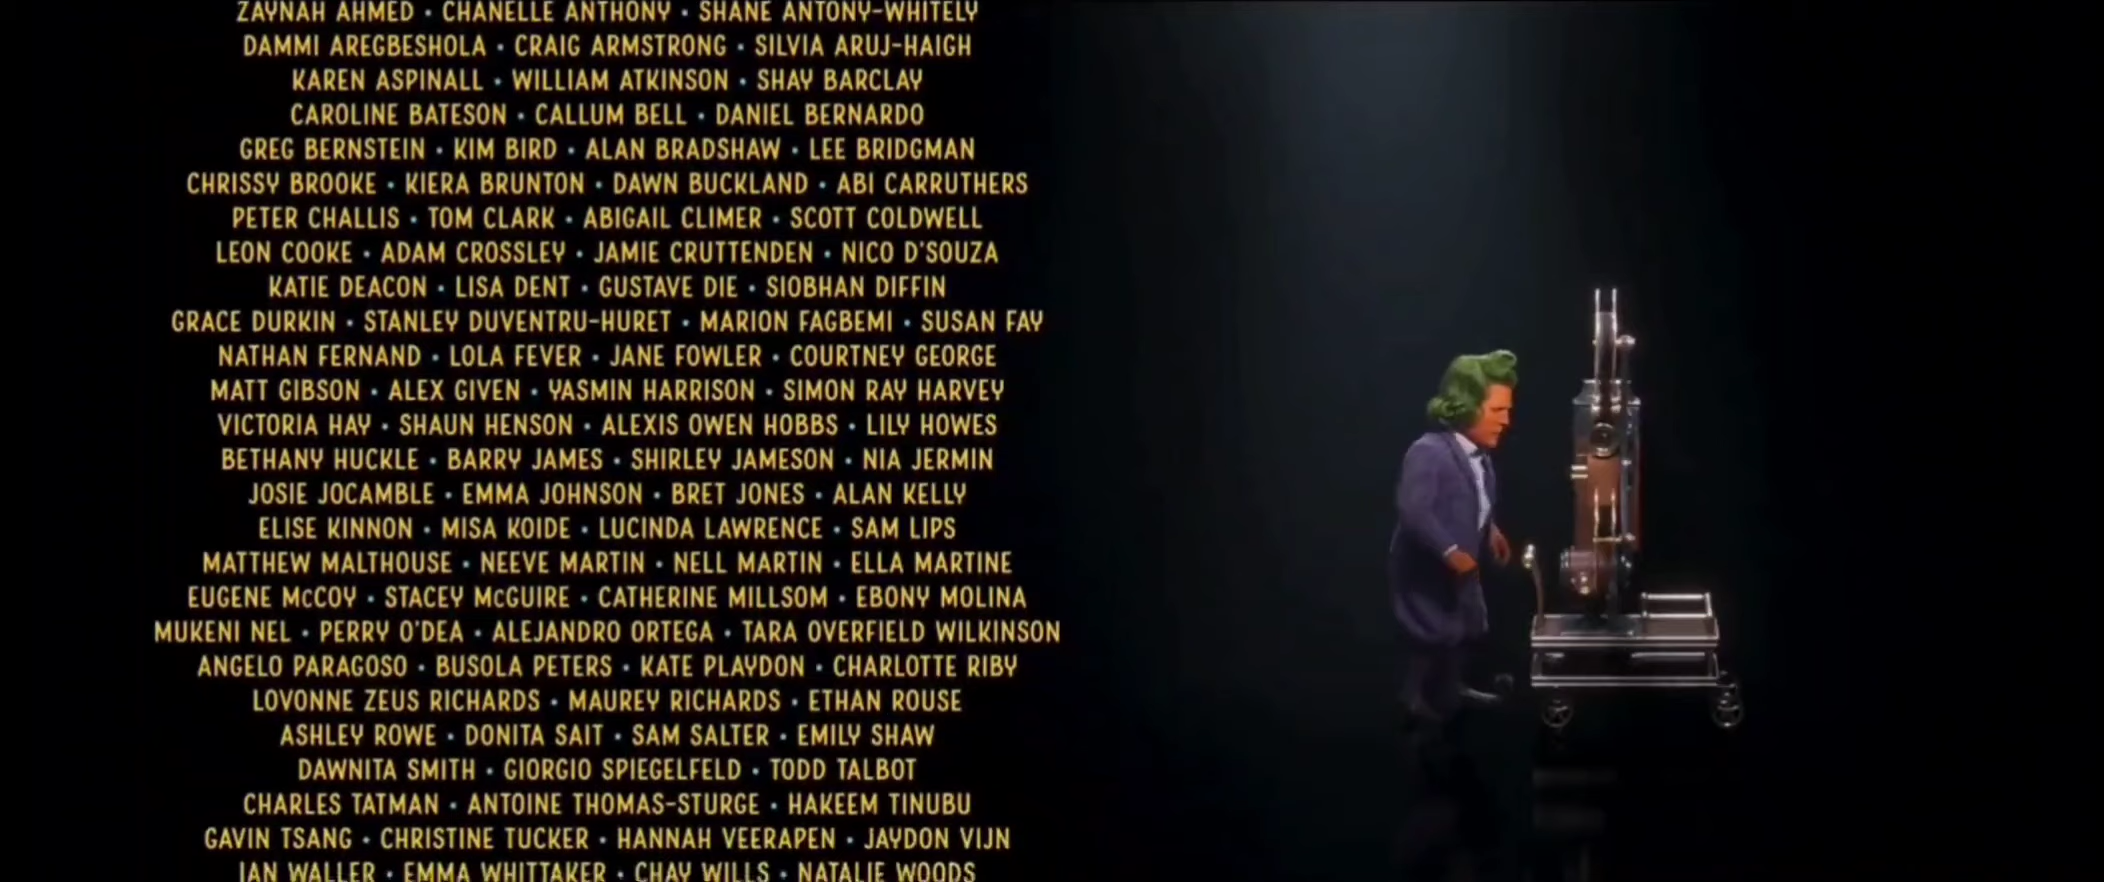 ZAYNAH AHMED • CHANELLE ANTHONY • SHANE ANTONY-WHITELY
DAMMI AREGBESHOLA • CRAIG ARMSTRONG • SILVIA ARUJ-HAIGH
KAREN ASPINALL • WILLIAM ATKINSON • SHAY BARCLAY
CAROLINE BATESON • CALLUM BELL • DANIEL BERNARDO
GREG BERNSTEIN • KIM BIRD • ALAN BRADSHAW • LEE BRIDGMAN
CHRISSY BROOKE • KIERA BRUNTON • DAWN BUCKLAND • ABI CARRUTHERS
PETER CHALLIS • TOM CLARK • ABIGAIL CLIMER • SCOTT COLDWELL
LEON COOKE • ADAM CROSSLEY • JAMIE CRUTTENDEN • NICO D'SOUZA
KATIE DEACON • LISA DENT • GUSTAVE DIE • SIOBHAN DIFFIN
GRACE DURKIN • STANLEY DUVENTRU-HURET • MARION FAGBEMI • SUSAN FAY
NATHAN FERNAND • LOLA FEVER • JANE FOWLER • COURTNEY GEORGE
MATT GIBSON • ALEX GIVEN • YASMIN HARRISON • SIMON RAY HARVEY
VICTORIA HAY • SHAUN HENSON • ALEXIS OWEN HOBBS • LILY HOWES
BETHANY HUCKLE • BARRY JAMES • SHIRLEY JAMESON • NIA JERMIN
JOSIE JOCAMBLE • EMMA JOHNSON • BRET JONES • ALAN KELLY
ELISE KINNON • MISA KOIDE • LUCINDA LAWRENCE • SAM LIPS
MATTHEW MALTHOUSE • NEEVE MARTIN • NELL MARTIN • ELLA MARTINE
EUGENE McCOY • STACEY McGUIRE • CATHERINE MILLSOM • EBONY MOLINA
MUKENI NEL • PERRY O'DEA • ALEJANDRO ORTEGA • TARA OVERFIELD WILKINSON
ANGELO PARAGOSO • BUSOLA PETERS • KATE PLAYDON • CHARLOTTE RIBY
LOVONNE ZEUS RICHARDS • MAUREY RICHARDS • ETHAN ROUSE
ASHLEY ROWE • DONITA SAIT • SAM SALTER • EMILY SHAW
DAWNITA SMITH • GIORGIO SPIEGELFELD • TODD TALBOT
CHARLES TATMAN • ANTOINE THOMAS-STURGE • HAKEEM TINUBU
GAVIN TSANG • CHRISTINE TUCKER • HANNAH VEERAPEN • JAYDON VIJN
IAN WALLER • EMMA WHITTAKER • CHAY WILLS • NATALIE WOODS